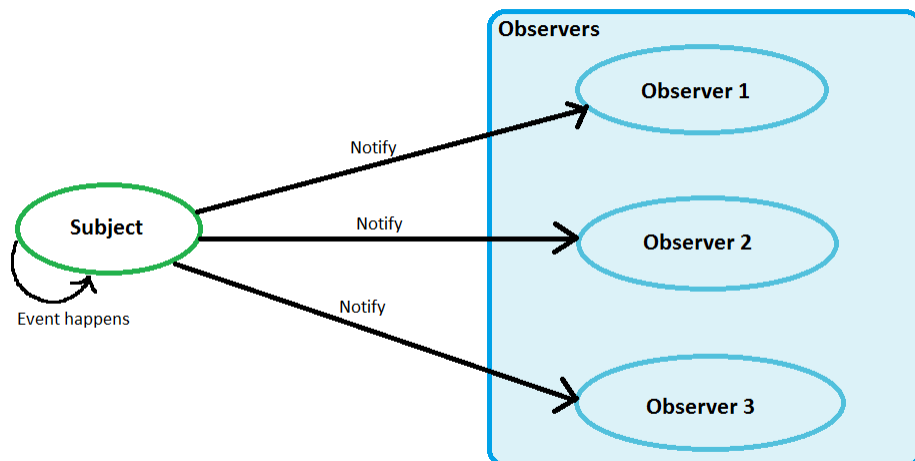 Observers
Observer 1
Notify
Subject
Notify
Observer 2
Notify
Event happens
Observer 3